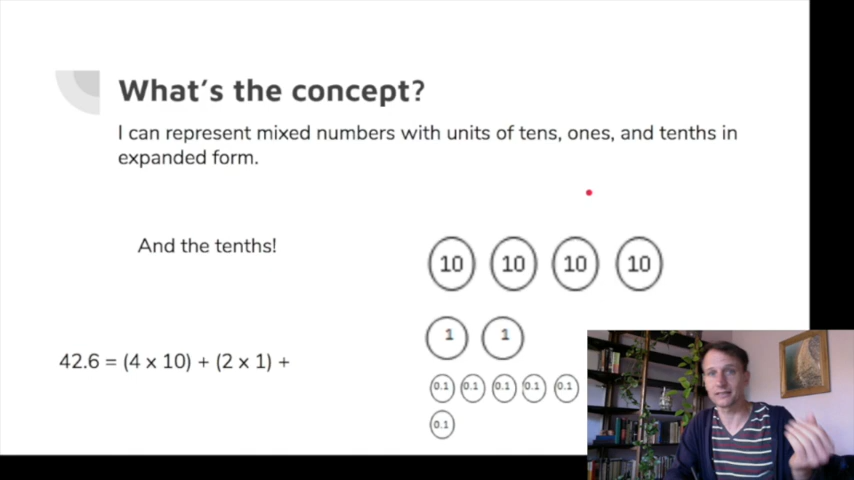 What's the concept?
I can represent mixed numbers with units of tens, ones, and tenths in
expanded form.
And the tenths!
10 10 10 10
1 1
42.6 = (4 x 10) + (2 x 1) +
0.1 0.1 0.1 0.1 0.1
0.1